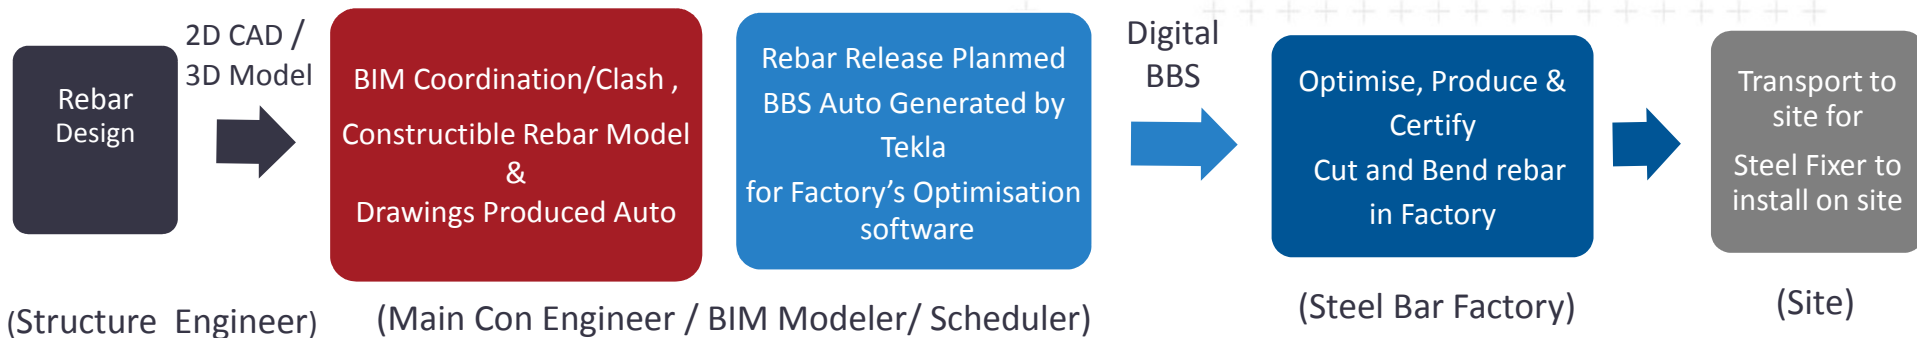 Rebar
Design
2D CAD /
3D Model
BIM Coordination/Clash ,
Constructible Rebar Model
&
Drawings Produced Auto
Rebar Release Planmed
BBS Auto Generated by
Tekla
for Factory's Optimisation
software
Digital
BBS
Optimise, Produce &
Certify
Cut and Bend rebar
in Factory
Transport to
site for
Steel Fixer to
install on site
(Structure Engineer)
(Main Con Engineer / BIM Modeler/ Scheduler)
(Steel Bar Factory)
(Site)